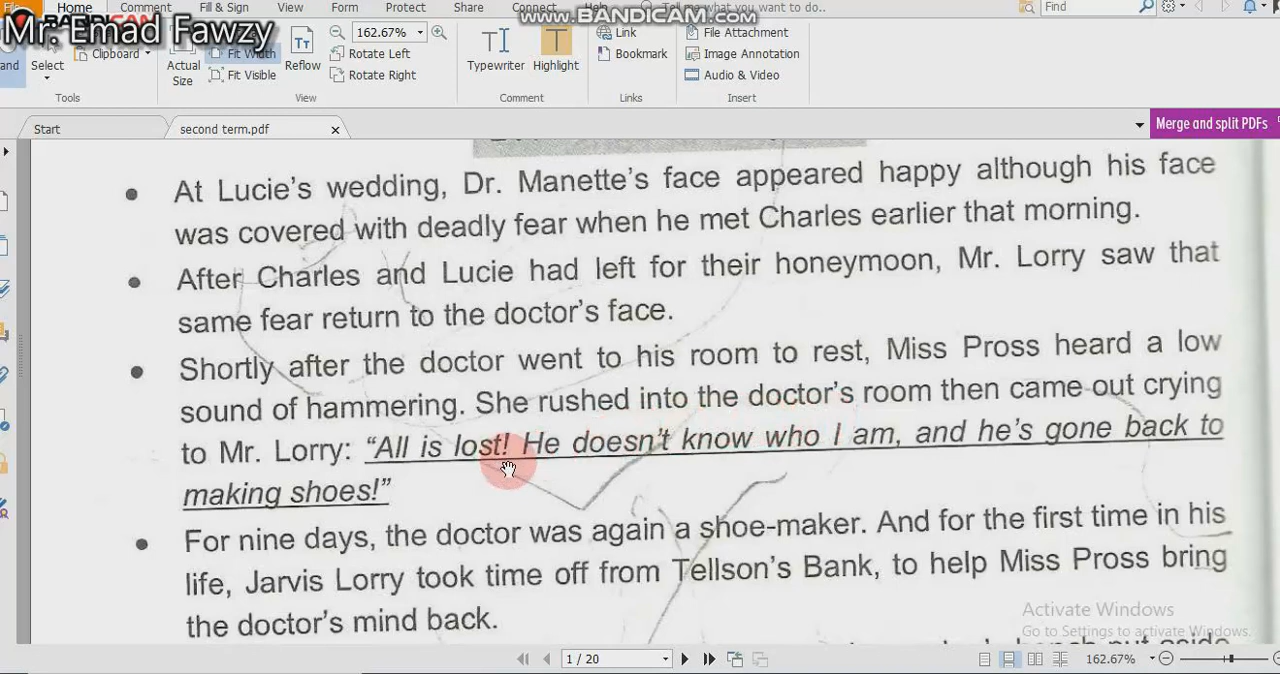 File Home Comment View Form Protect Share Connect Tell me what you want to do.. Find
Fill & Sign
www.BANDICAM.com
BANDICAM
Mr: Emad Fawzy
Clipboard
Select
Actual
Size
Fit Width
Fit Visible
Reflow
162.67%
Rotate Left
Rotate Right
Typewriter
Highlight
Link
Bookmark
File Attachment
Image Annotation
Audio & Video
Tools View Comment Links Insert
Start second term.pdf Merge and split PDFs
• At Lucie's wedding, Dr. Manette's face appeared happy although his face
was covered with deadly fear when he met Charles earlier that morning.
• After Charles and Lucie had left for their honeymoon, Mr. Lorry saw that
same fear return to the doctor's face.
• Shortly after the doctor went to his room to rest, Miss Pross heard a low
sound of hammering. She rushed into the doctor's room then came out crying
to Mr. Lorry: "All is lost! He doesn't know who I am, and he's gone back to
making shoes!"
• For nine days, the doctor was again a shoe-maker. And for the first time in his
life, Jarvis Lorry took time off from Tellson's Bank, to help Miss Pross bring
the doctor's mind back.
Activate Windows
Go to Settings to activate Windows.
1 / 20
162.67%